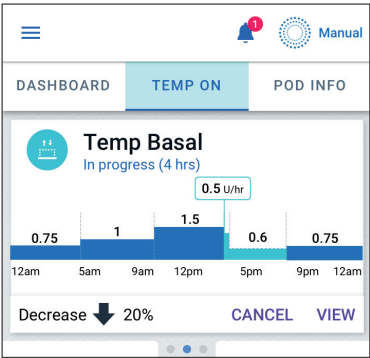 1
Manual
DASHBOARD TEMP ON POD INFO
Temp Basal
In progress (4 hrs)
0.5 U/hr
0.75 1 1.5 0.6 0.75
12am 5am 9am 12pm 5pm 9pm 12am
Decrease 20% CANCEL VIEW